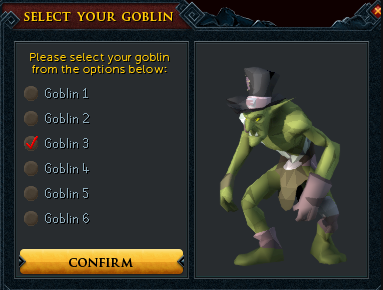 SELECT YOUR GOBLIN
Please select your goblin
from the options below:
Goblin 1
Goblin 2
Goblin 3
Goblin 4
Goblin 5
Goblin 6
CONFIRM